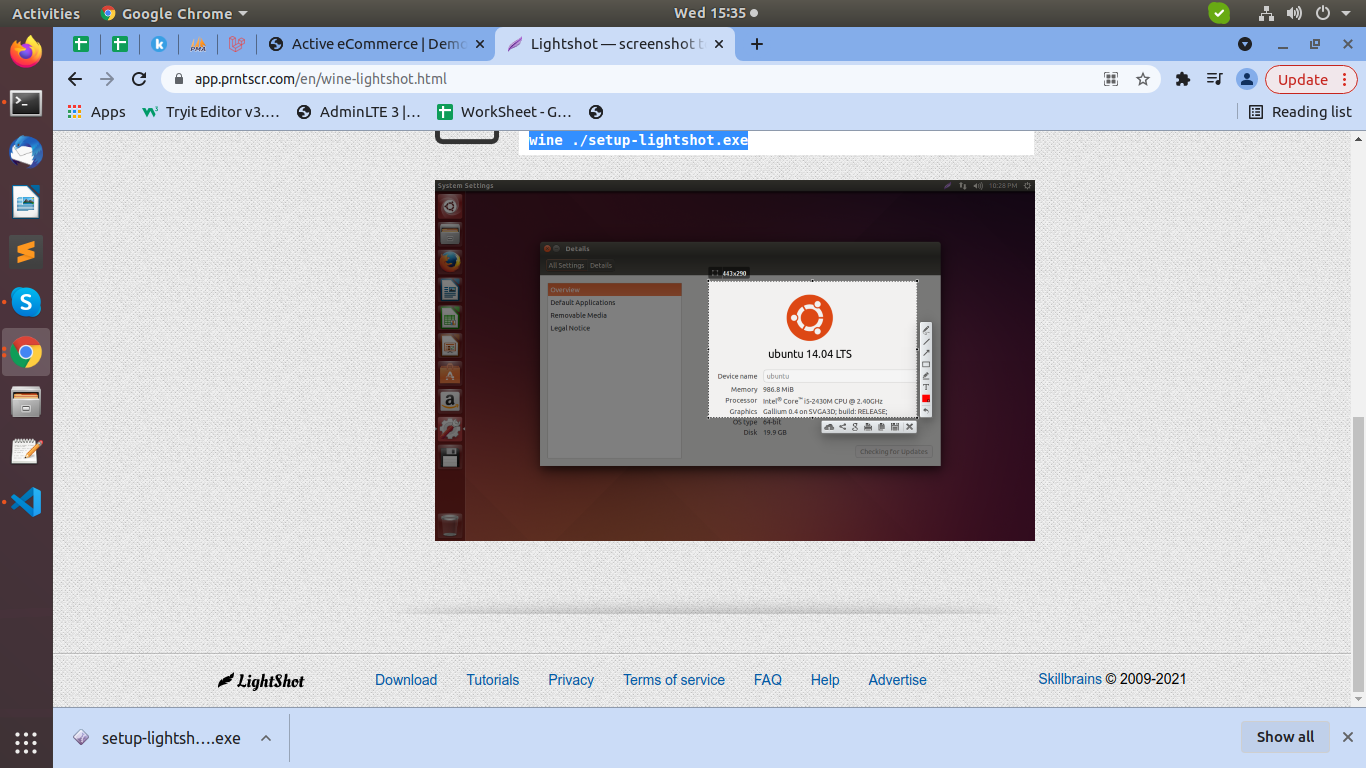 Activities Google Chrome Wed 15:35
Active eCommerce | Demo Lightshot — screenshot t
app.prntscr.com/en/wine-lightshot.html Update
Apps Tryit Editor v3.… AdminLTE 3 |… WorkSheet - G… Reading list
wine ./setup-lightshot.exe
System Settings 10:28 PM
Details
All Settings Details
443x290
Overview
Default Applications
Removable Media
Legal Notice
ubuntu 14.04 LTS
Device name ubuntu
Memory 986.8 MiB
Processor Intel® Core™ i5-2430M CPU @ 2.40GHz
Graphics Gallium 0.4 on SVGA3D; build: RELEASE;
OS type 64-bit
Disk 19.9 GB
Checking for Updates
LightShot Download Tutorials Privacy Terms of service FAQ Help Advertise Skillbrains © 2009-2021
setup-lightsh….exe Show all